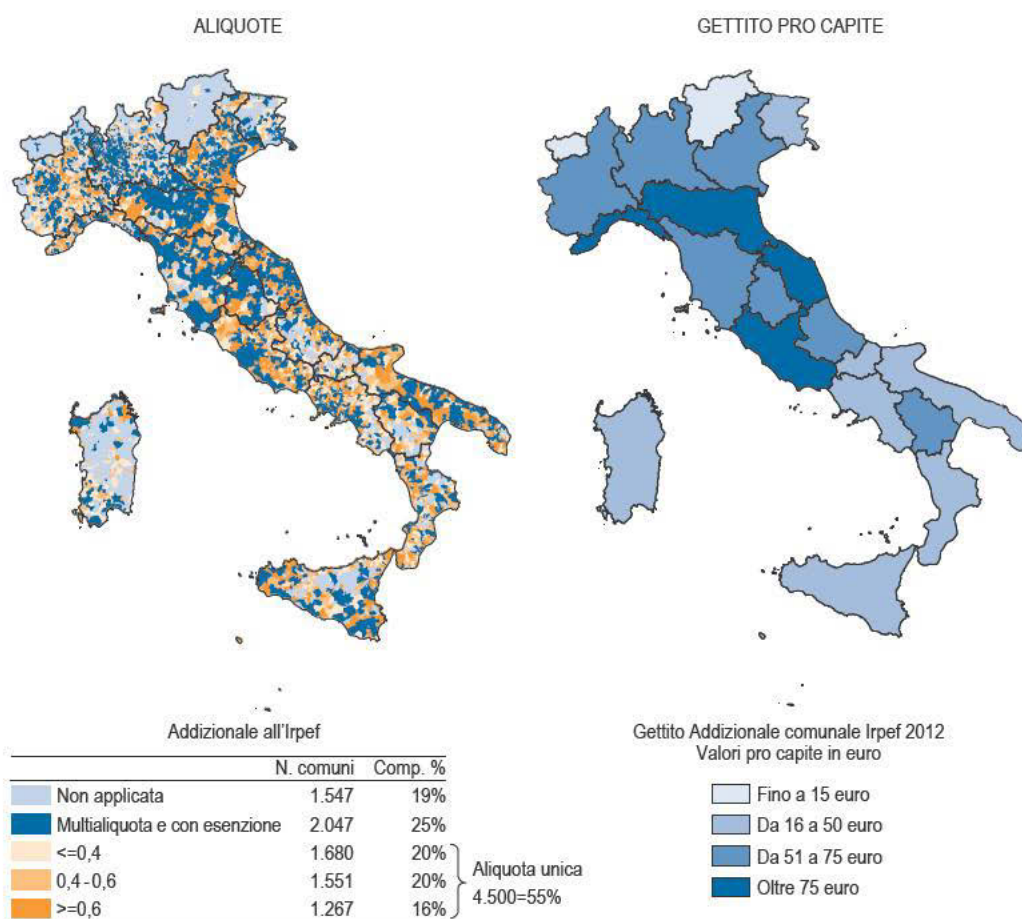 ALIQUOTE
GETTITO PRO CAPITE
Addizionale all'Irpef
N. comuni Comp. %
Non applicata 1.547 19%
Multialiquota e con esenzione 2.047 25%
<=0,4 1.680 20%
0,4 - 0,6 1.551 20%
>=0,6 1.267 16%
Aliquota unica
4.500=55%
Gettito Addizionale comunale Irpef 2012
Valori pro capite in euro
Fino a 15 euro
Da 16 a 50 euro
Da 51 a 75 euro
Oltre 75 euro